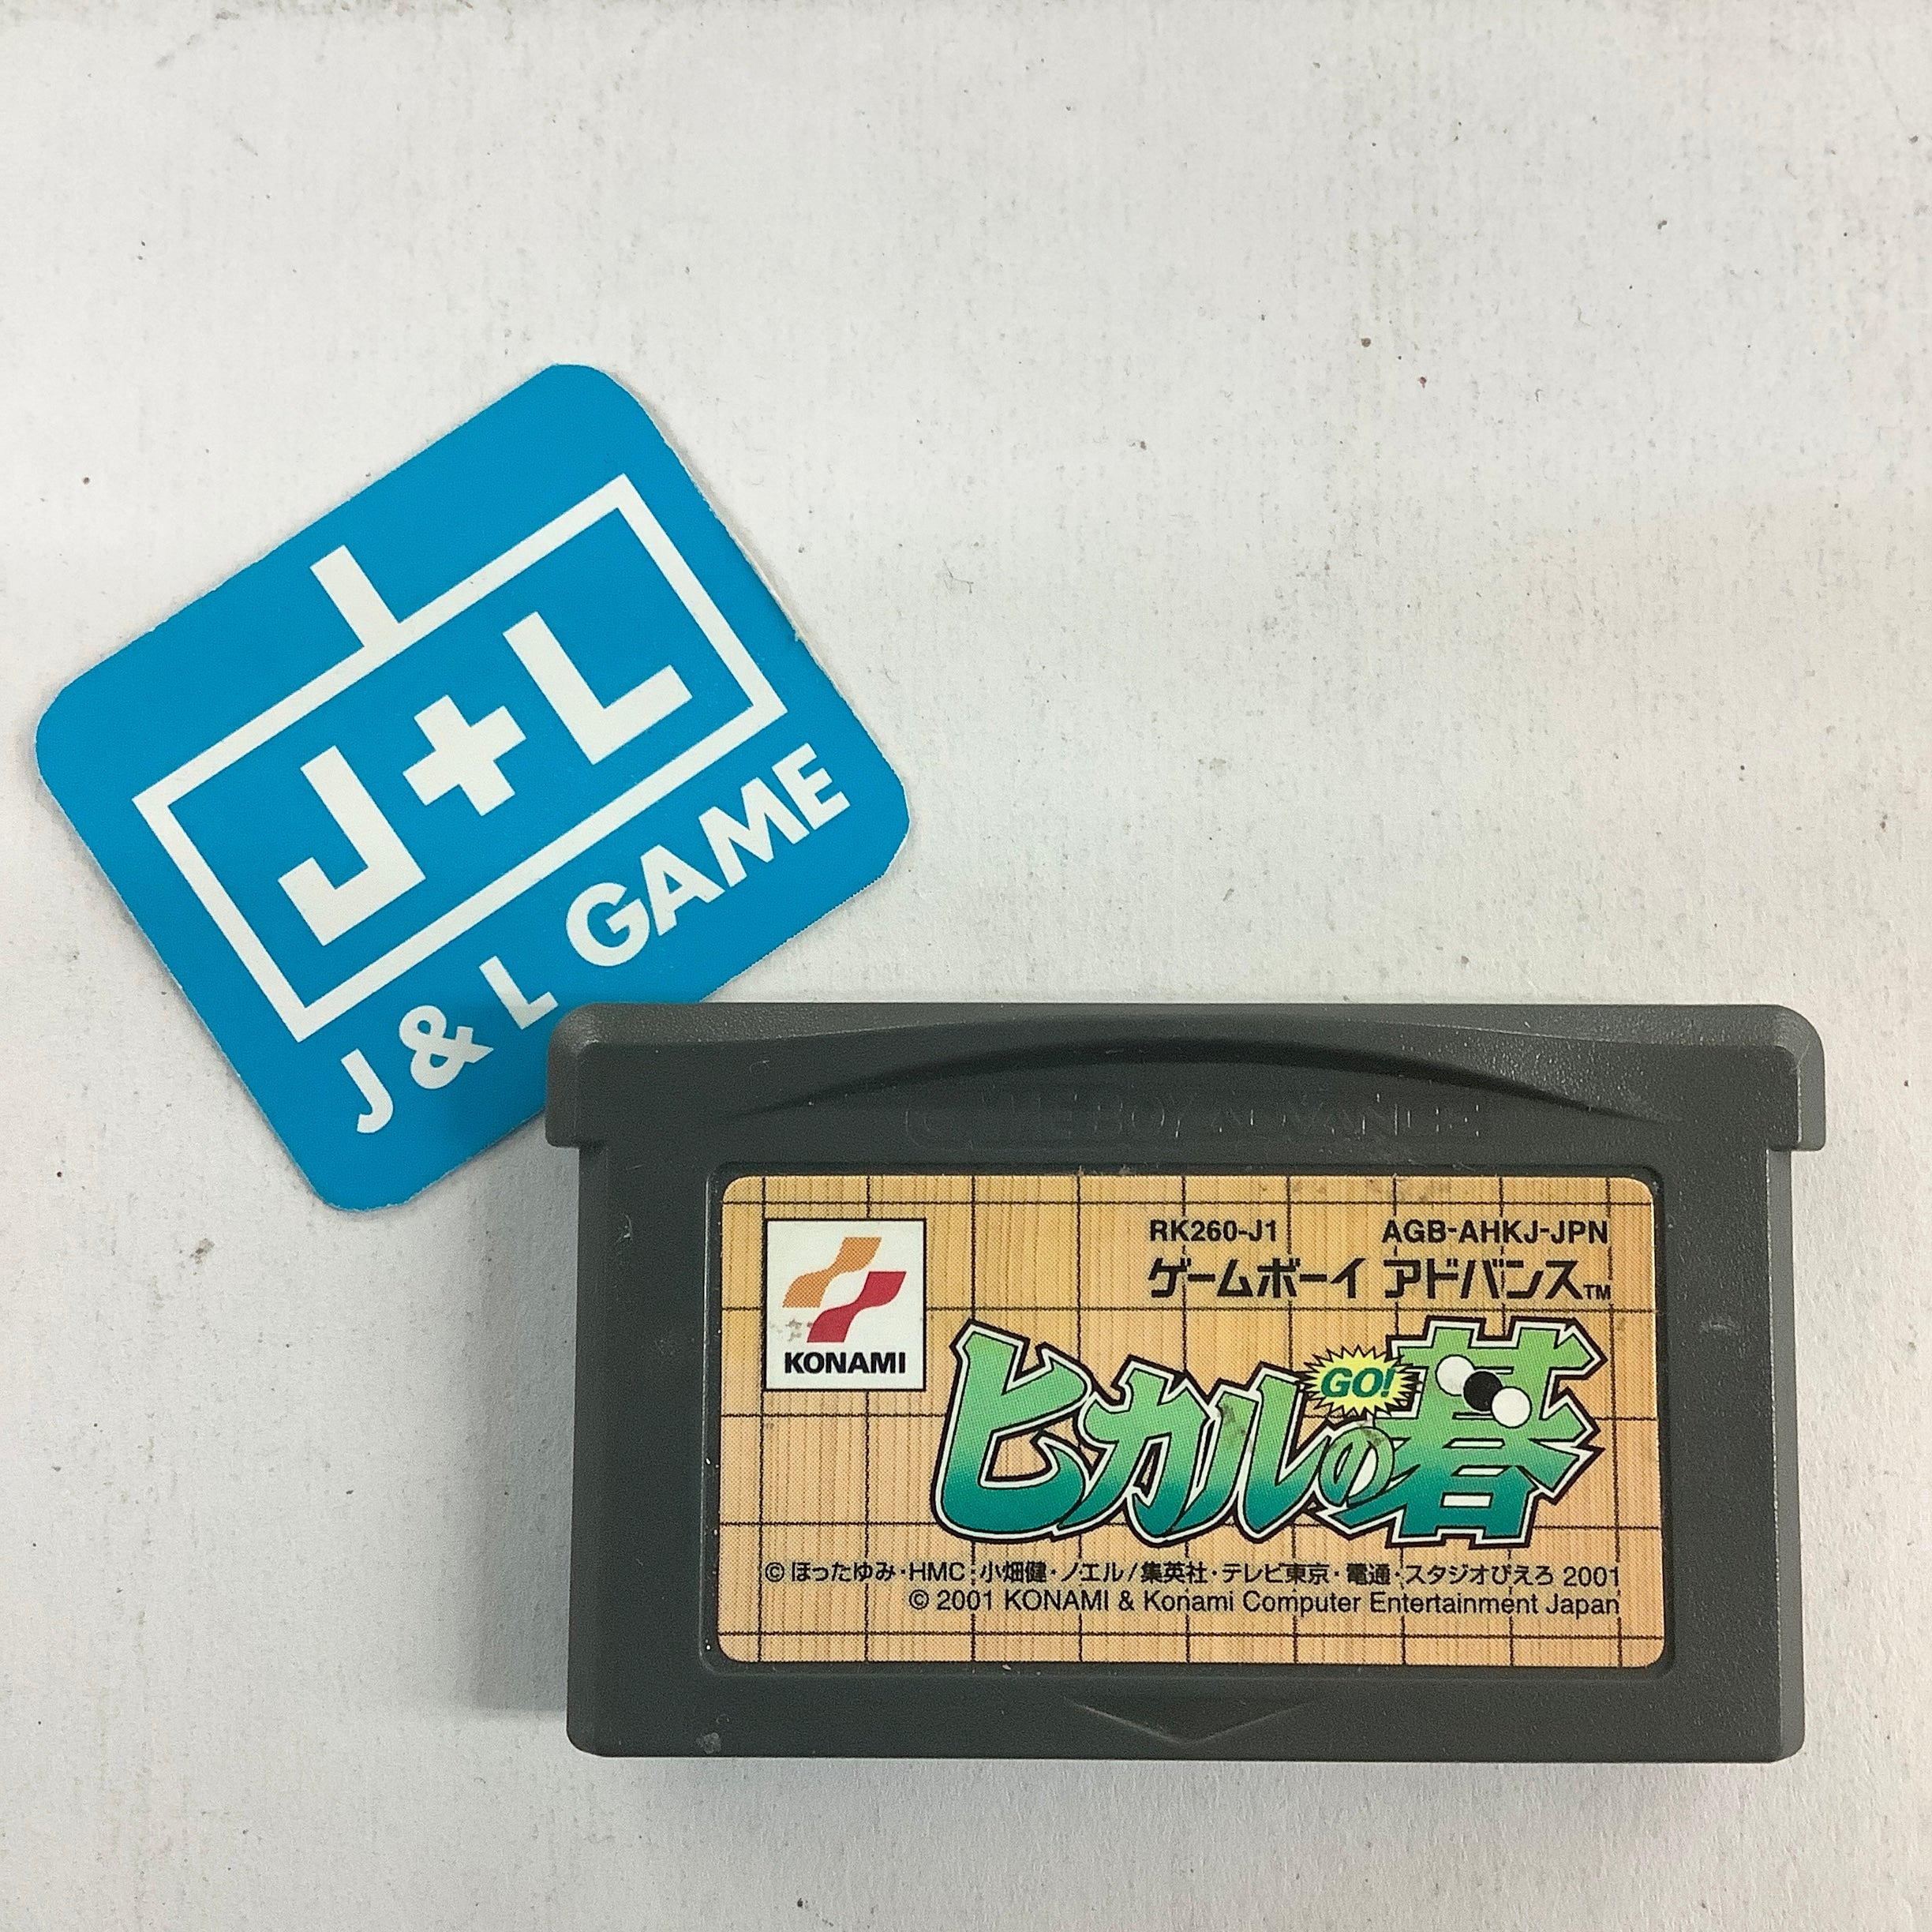 J+L
J & L GAME
GAME BOY ADVANCE
RK260-J1 AGB-AHKJ-JPN
ゲームボーイ アドバンス™
KONAMI
GO!
ヒカルの碁
© ほったゆみ・HMC・小畑健・ノエル/集英社・テレビ東京・電通・スタジオぴえろ 2001
© 2001 KONAMI & Konami Computer Entertainment Japan